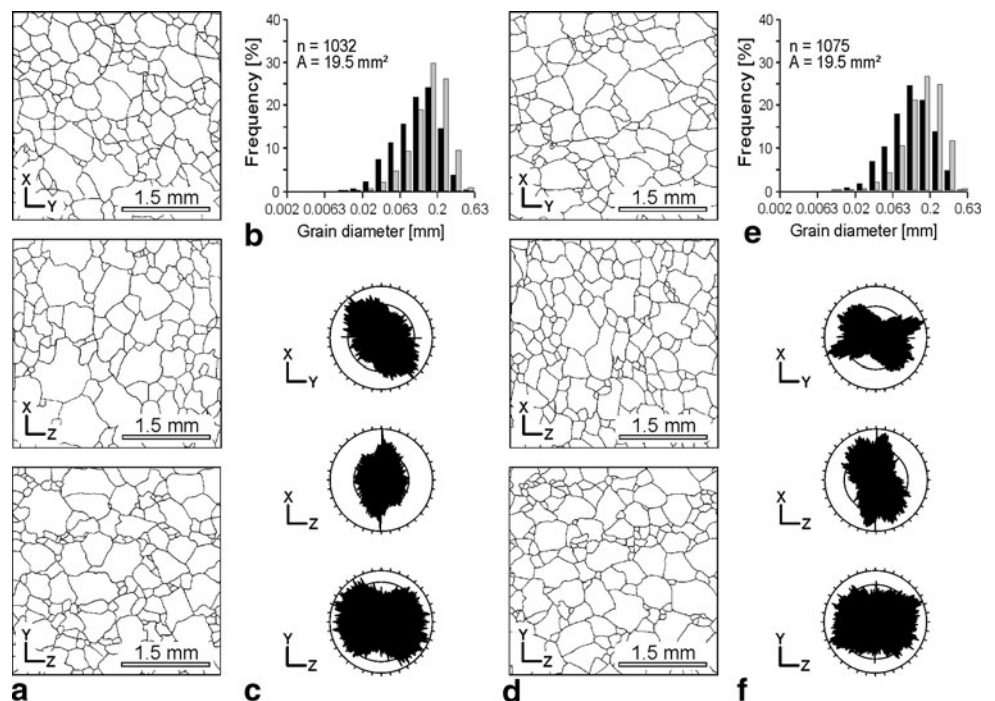 X
Y
1.5 mm
X
Z
1.5 mm
Y
Z
1.5 mm
a
40
30
20
10
0
Frequency [%]
n = 1032
A = 19.5 mm²
0.002 0.0063 0.02 0.063 0.2 0.63
Grain diameter [mm]
b
X
Y
X
Z
Y
Z
c
X
Y
1.5 mm
X
Z
1.5 mm
Y
Z
1.5 mm
d
40
30
20
10
0
Frequency [%]
n = 1075
A = 19.5 mm²
0.002 0.0063 0.02 0.063 0.2 0.63
Grain diameter [mm]
e
X
Y
X
Z
Y
Z
f